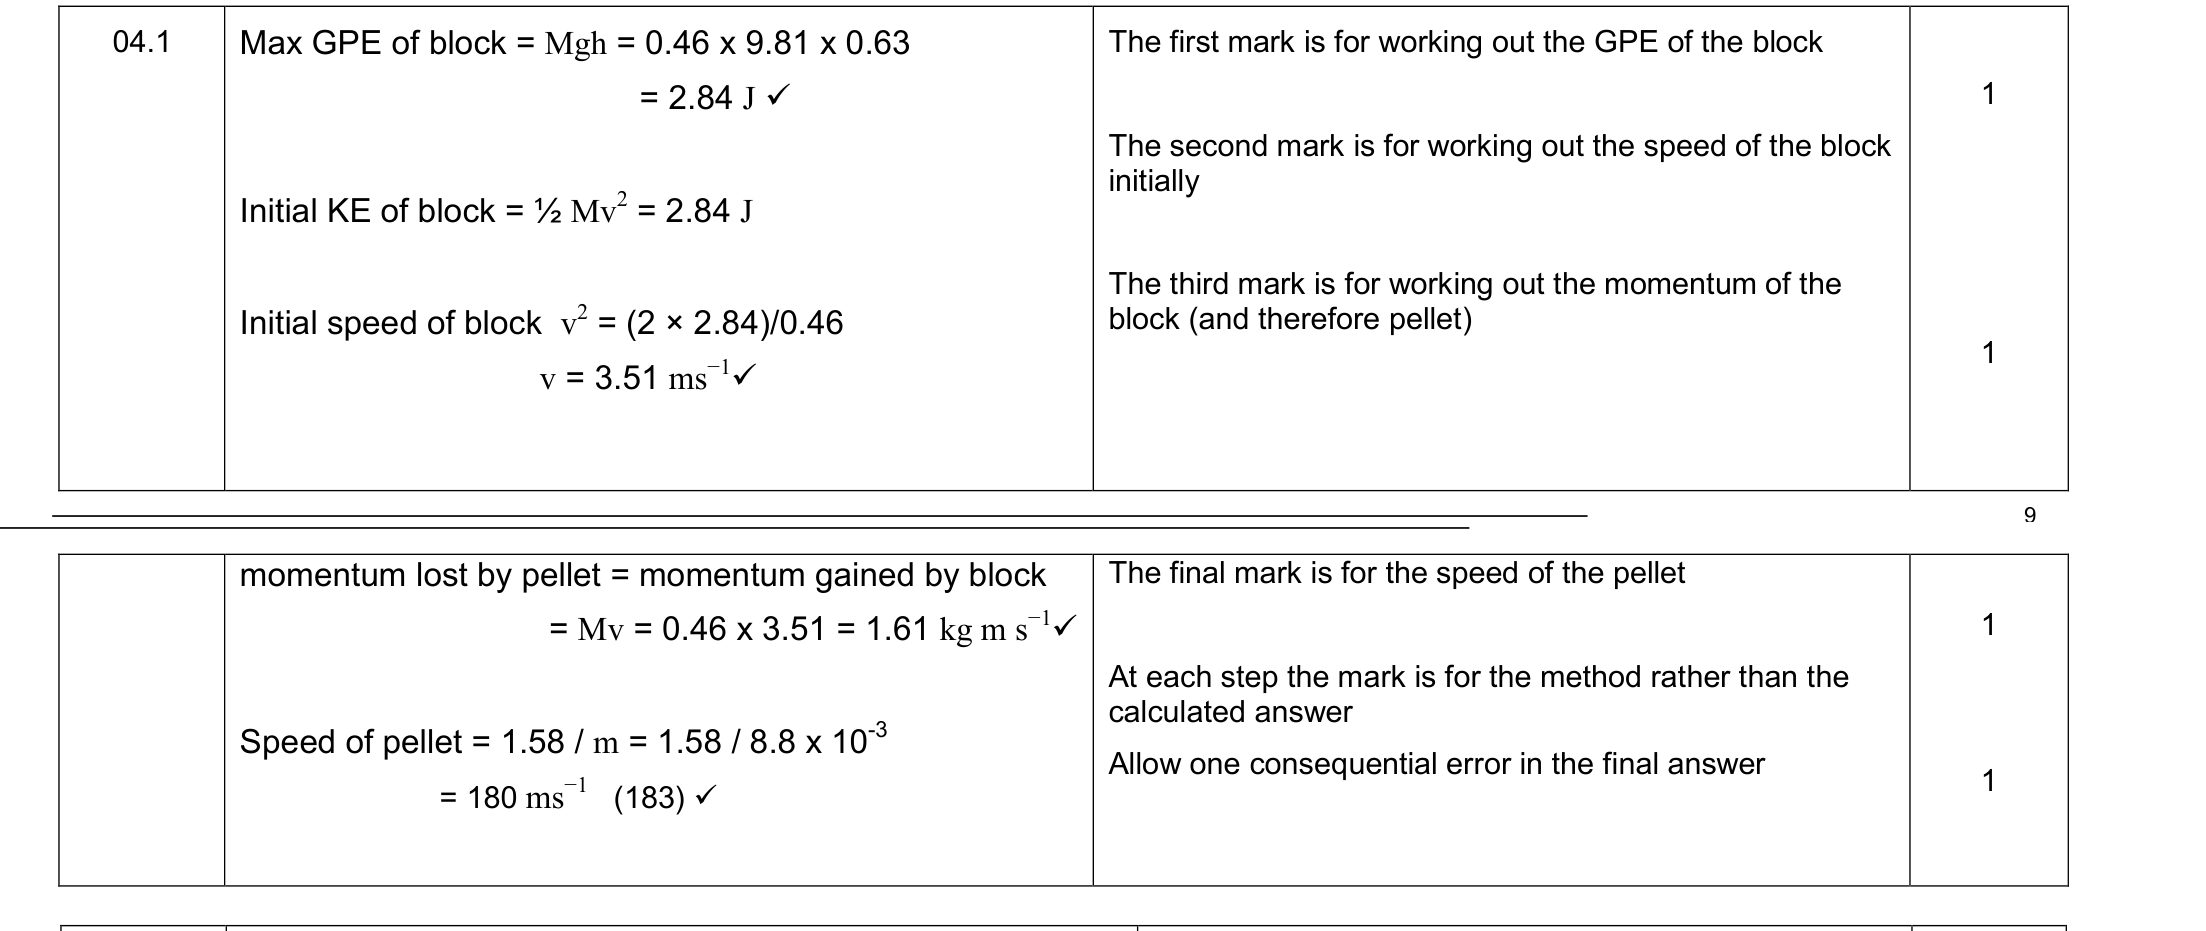 04.1
Max GPE of block = Mgh = 0.46 x 9.81 x 0.63
= 2.84 J ✓
Initial KE of block = ½ Mv² = 2.84 J
Initial speed of block v² = (2 × 2.84)/0.46
v = 3.51 ms⁻¹✓
The first mark is for working out the GPE of the block
The second mark is for working out the speed of the block
initially
The third mark is for working out the momentum of the
block (and therefore pellet)
1
1
9
momentum lost by pellet = momentum gained by block
= Mv = 0.46 x 3.51 = 1.61 kg m s⁻¹✓
Speed of pellet = 1.58 / m = 1.58 / 8.8 x 10⁻³
= 180 ms⁻¹ (183) ✓
The final mark is for the speed of the pellet
At each step the mark is for the method rather than the
calculated answer
Allow one consequential error in the final answer
1
1